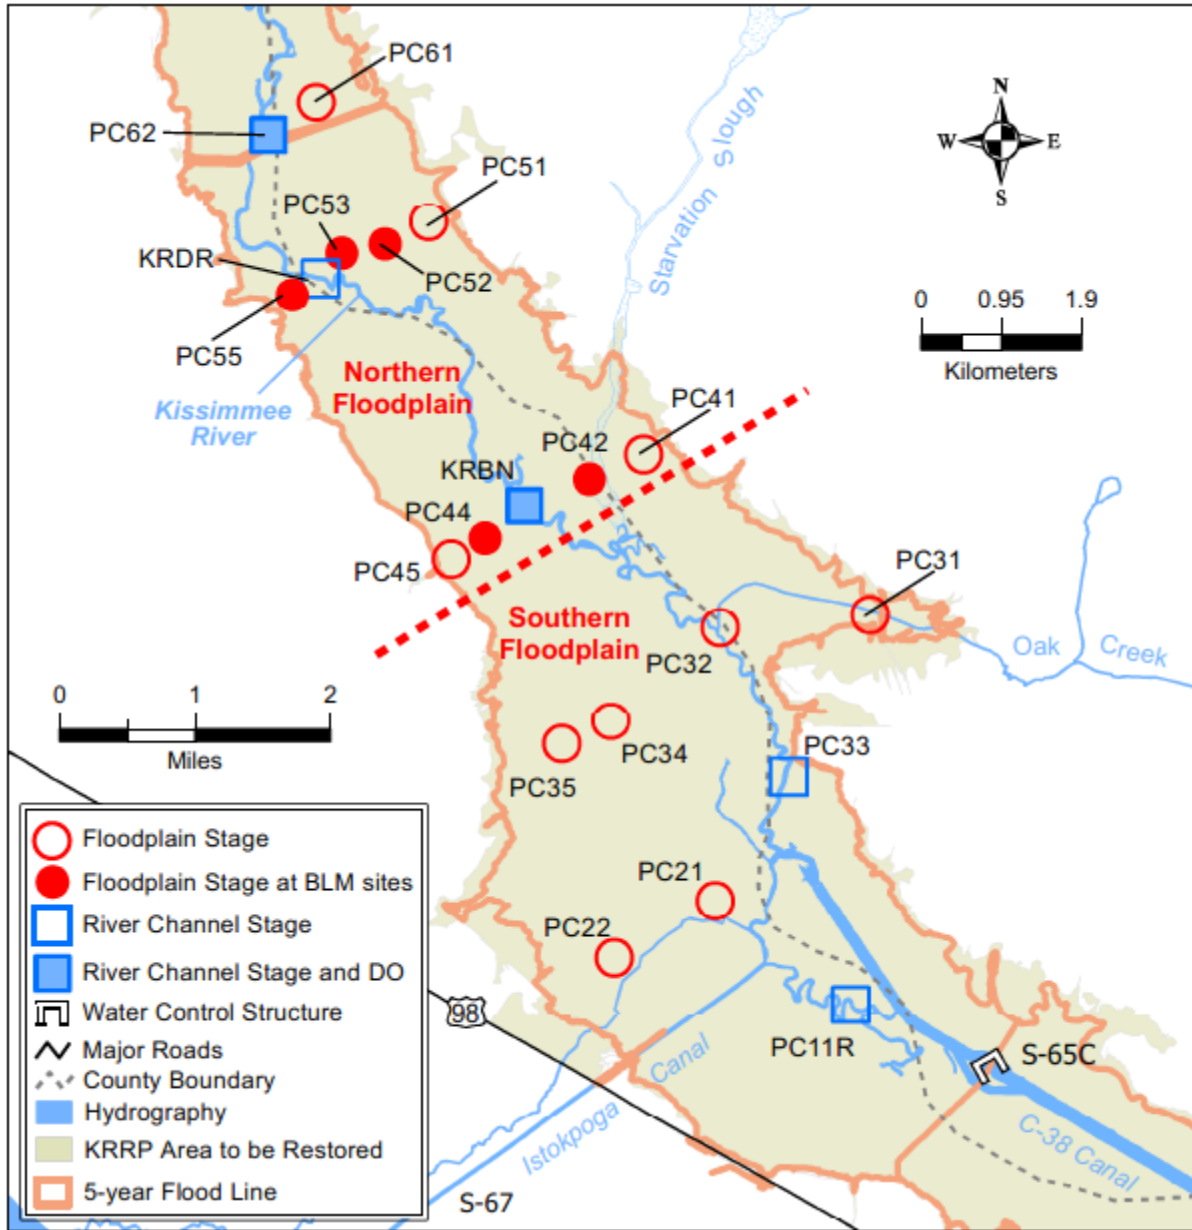 PC61
N
W
E
S
PC62
Starvation Slough
PC51
PC53
KRDR
PC52
0 0.95 1.9
Kilometers
PC55
Northern
Floodplain
Kissimmee
River
PC41
PC42
KRBN
PC44
PC45
PC31
Southern
Floodplain
PC32
Oak Creek
0 1 2
Miles
PC33
PC34
PC35
Floodplain Stage
Floodplain Stage at BLM sites
River Channel Stage
River Channel Stage and DO
Water Control Structure
Major Roads
County Boundary
Hydrography
KRRP Area to be Restored
5-year Flood Line
PC21
PC22
98
PC11R
S-65C
Istokpoga Canal
C-38 Canal
S-67